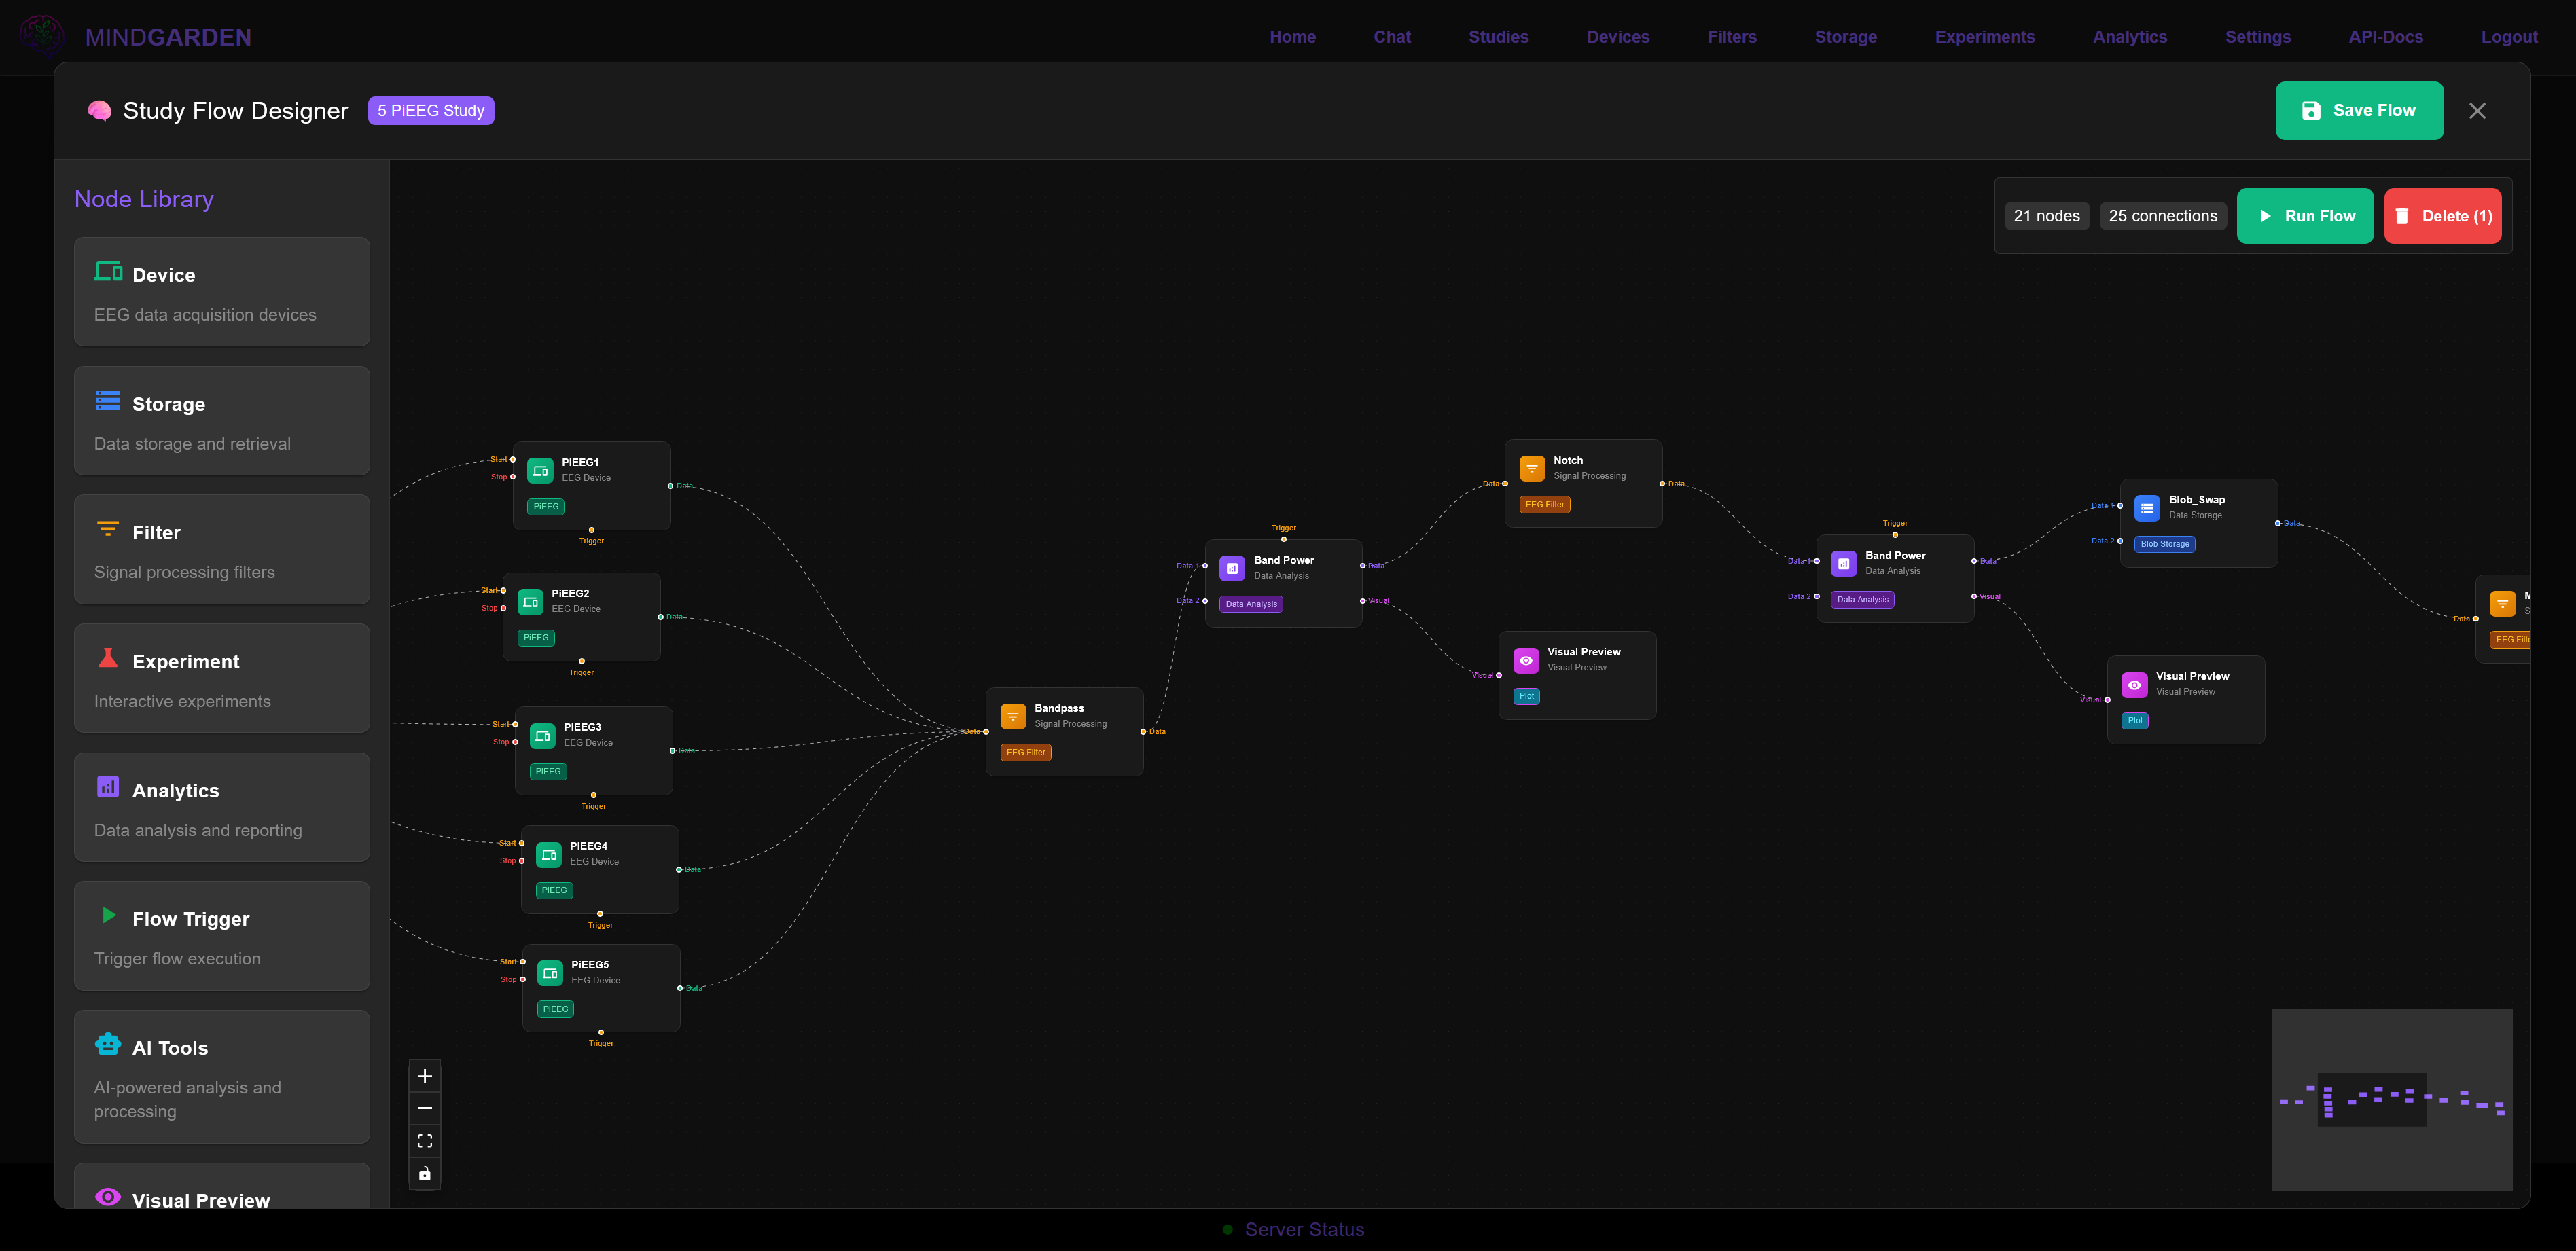 MINDGARDEN
Home Chat Studies Devices Filters Storage Experiments Analytics Settings API-Docs Logout
Study Flow Designer
5 PiEEG Study
Save Flow
Node Library
Device
EEG data acquisition devices
Storage
Data storage and retrieval
Filter
Signal processing filters
Experiment
Interactive experiments
Analytics
Data analysis and reporting
Flow Trigger
Trigger flow execution
AI Tools
AI-powered analysis and
processing
Visual Preview
21 nodes
25 connections
Run Flow
Delete (1)
Start
Stop
PiEEG1
EEG Device
PiEEG
Data
Trigger
Start
Stop
PiEEG2
EEG Device
PiEEG
Data
Trigger
Start
Stop
PiEEG3
EEG Device
PiEEG
Data
Trigger
Start
Stop
PiEEG4
EEG Device
PiEEG
Data
Trigger
Start
Stop
PiEEG5
EEG Device
PiEEG
Data
Trigger
Data
Bandpass
Signal Processing
EEG Filter
Data
Trigger
Data 1
Data 2
Band Power
Data Analysis
Data Analysis
Data
Visual
Data
Notch
Signal Processing
EEG Filter
Data
Visual
Visual Preview
Visual Preview
Plot
Trigger
Data 1
Data 2
Band Power
Data Analysis
Data Analysis
Data
Visual
Data 1
Data 2
Blob_Swap
Data Storage
Blob Storage
Data
Visual
Visual Preview
Visual Preview
Plot
Data
EEG Filte
Server Status